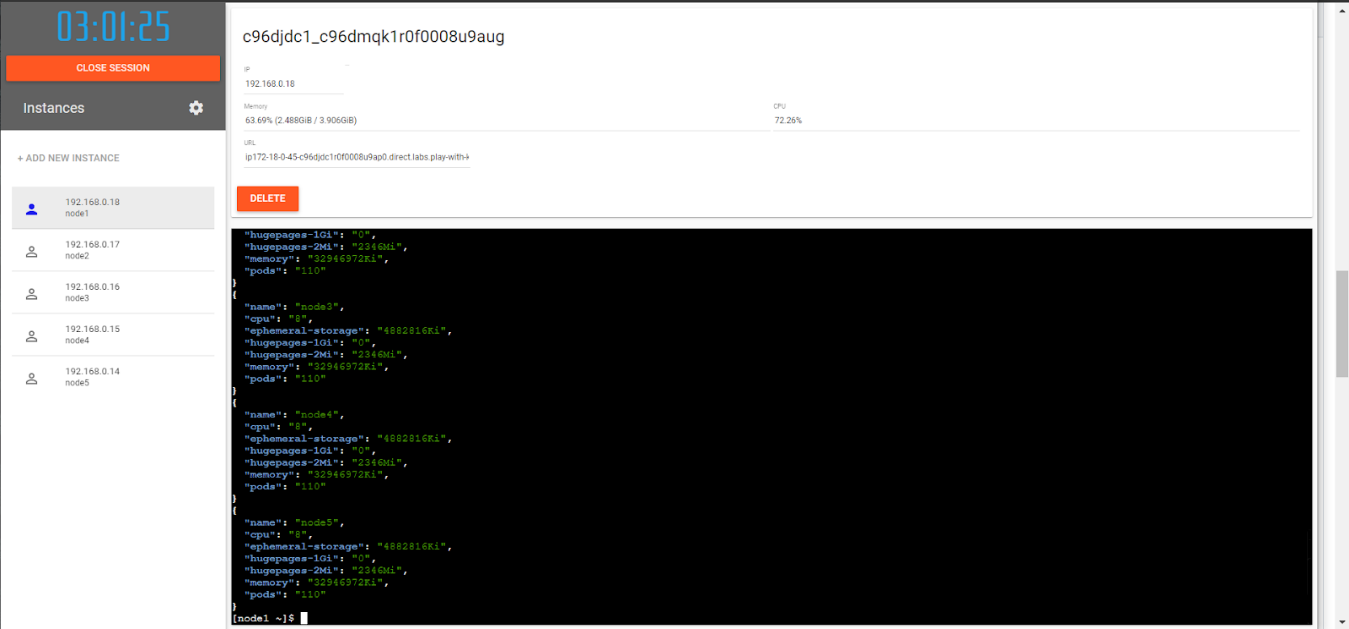 03:01:25
CLOSE SESSION
Instances
+ ADD NEW INSTANCE
192.168.0.18
node1
192.168.0.17
node2
192.168.0.16
node3
192.168.0.15
node4
192.168.0.14
node5
c96djdc1_c96dmqk1r0f0008u9aug
IP
192.168.0.18
Memory
63.69% (2.488GiB / 3.906GiB)
CPU
72.26%
URL
ip172-18-0-45-c96djdc1r0f0008u9ap0.direct.labs.play-with-
DELETE
"hugepages-1Gi": "0",
"hugepages-2Mi": "2346Mi",
"memory": "32946972Ki",
"pods": "110"
}
{
"name": "node3",
"cpu": "8",
"ephemeral-storage": "4882816Ki",
"hugepages-1Gi": "0",
"hugepages-2Mi": "2346Mi",
"memory": "32946972Ki",
"pods": "110"
}
{
"name": "node4",
"cpu": "8",
"ephemeral-storage": "4882816Ki",
"hugepages-1Gi": "0",
"hugepages-2Mi": "2346Mi",
"memory": "32946972Ki",
"pods": "110"
}
{
"name": "node5",
"cpu": "8",
"ephemeral-storage": "4882816Ki",
"hugepages-1Gi": "0",
"hugepages-2Mi": "2346Mi",
"memory": "32946972Ki",
"pods": "110"
}
[node1 ~]$